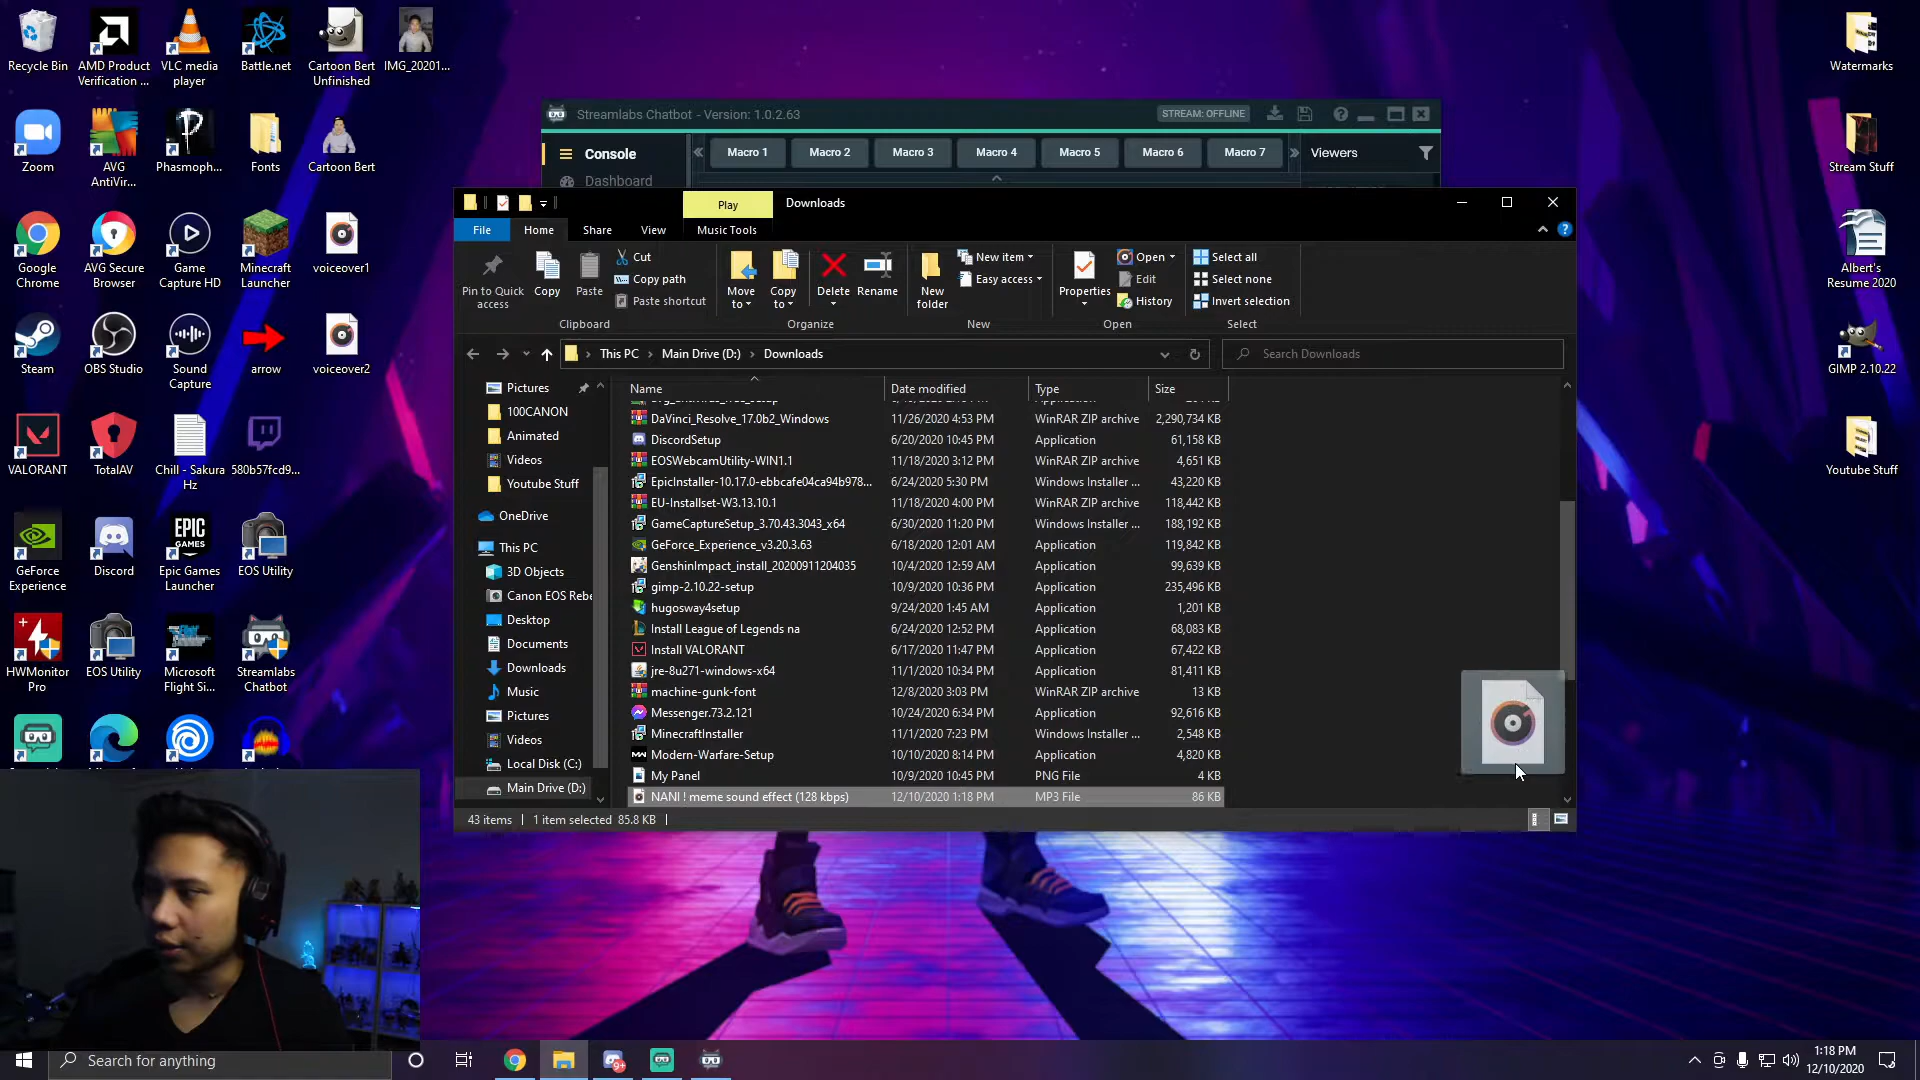 Recycle Bin
AMD Product
Verification ...
VLC media
player
Battle.net
Cartoon Bert
Unfinished
IMG_20201...
Zoom
AVG
AntiVir...
Phasmoph...
Fonts
Cartoon Bert
Google
Chrome
AVG Secure
Browser
Game
Capture HD
Minecraft
Launcher
voiceover1
Steam
OBS Studio
Sound
Capture
arrow
voiceover2
VALORANT
TotalAV
Chill - Sakura
Hz
580b57fcd9...
GeForce
Experience
Discord
EPIC
GAMES
Epic Games
Launcher
EOS Utility
HWMonitor
Pro
EOS Utility
Microsoft
Flight Si...
Streamlabs
Chatbot
Watermarks
Stream Stuff
Albert's
Resume 2020
GIMP 2.10.22
Youtube Stuff
Streamlabs Chatbot - Version: 1.0.2.63
STREAM: OFFLINE
Console
Dashboard
Macro 1
Macro 2
Macro 3
Macro 4
Macro 5
Macro 6
Macro 7
Viewers
Play
Downloads
File
Home
Share
View
Music Tools
Pin to Quick
access
Copy
Paste
Cut
Copy path
Paste shortcut
Clipboard
Move
to
Copy
to
Delete
Rename
Organize
New
folder
New item
Easy access
New
Properties
Open
Edit
History
Open
Select all
Select none
Invert selection
Select
This PC > Main Drive (D:) > Downloads
Search Downloads
Pictures
100CANON
Animated
Videos
Youtube Stuff
OneDrive
This PC
3D Objects
Canon EOS Rebe
Desktop
Documents
Downloads
Music
Pictures
Videos
Local Disk (C:)
Main Drive (D:)
Name Date modified Type Size
DaVinci_Resolve_17.0b2_Windows 11/26/2020 4:53 PM WinRAR ZIP archive 2,290,734 KB
DiscordSetup 6/20/2020 10:45 PM Application 61,158 KB
EOSWebcamUtility-WIN1.1 11/18/2020 3:12 PM WinRAR ZIP archive 4,651 KB
EpicInstaller-10.17.0-ebbcafe04ca94b978... 6/24/2020 5:30 PM Windows Installer ... 43,220 KB
EU-Installset-W3.13.10.1 11/18/2020 4:00 PM WinRAR ZIP archive 118,442 KB
GameCaptureSetup_3.70.43.3043_x64 6/30/2020 11:20 PM Windows Installer ... 188,192 KB
GeForce_Experience_v3.20.3.63 6/18/2020 12:01 AM Application 119,842 KB
GenshinImpact_install_20200911204035 10/4/2020 12:59 AM Application 99,639 KB
gimp-2.10.22-setup 10/9/2020 10:36 PM Application 235,496 KB
hugosway4setup 9/24/2020 1:45 AM Application 1,201 KB
Install League of Legends na 6/24/2020 12:52 PM Application 68,083 KB
Install VALORANT 6/17/2020 11:47 PM Application 67,422 KB
jre-8u271-windows-x64 11/1/2020 10:34 PM Application 81,411 KB
machine-gunk-font 12/8/2020 3:03 PM WinRAR ZIP archive 13 KB
Messenger.73.2.121 10/24/2020 6:34 PM Application 92,616 KB
MinecraftInstaller 11/1/2020 7:23 PM Windows Installer ... 2,548 KB
Modern-Warfare-Setup 10/10/2020 8:14 PM Application 4,820 KB
My Panel 10/9/2020 10:45 PM PNG File 4 KB
NANI ! meme sound effect (128 kbps) 12/10/2020 1:18 PM MP3 File 86 KB
43 items
1 item selected 85.8 KB
Search for anything
9+
1:18 PM
12/10/2020